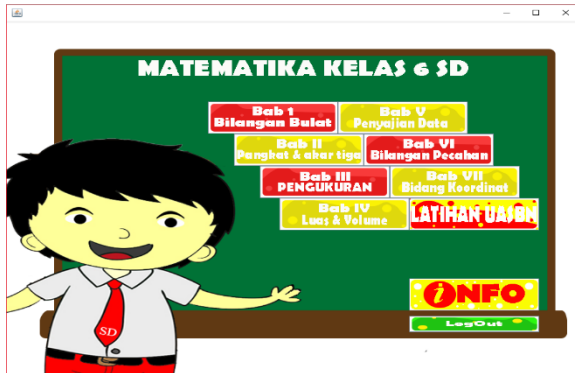 MATEMATIKA KELAS 6 SD
Bab 1
Bilangan Bulat
Bab V
Penyajian Data
Bab II
Pangkat & akar tiga
Bab VI
Bilangan Pecahan
Bab III
PENGUKURAN
Bab VII
Bidang Koordinat
Bab IV
Luas & Volume
LATIHAN UASBN
iNFO
LogOut
SD